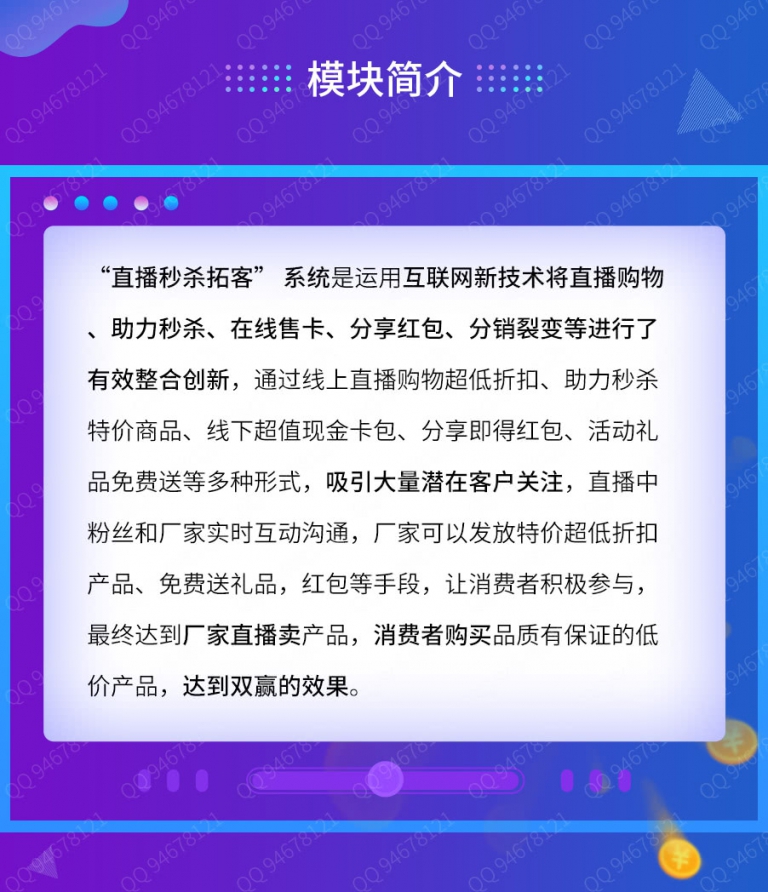 模块简介
“直播秒杀拓客” 系统是运用互联网新技术将直播购物
、助力秒杀、在线售卡、分享红包、分销裂变等进行了
有效整合创新，通过线上直播购物超低折扣、助力秒杀
特价商品、线下超值现金卡包、分享即得红包、活动礼
品免费送等多种形式，吸引大量潜在客户关注，直播中
粉丝和厂家实时互动沟通，厂家可以发放特价超低折扣
产品、免费送礼品，红包等手段，让消费者积极参与，
最终达到厂家直播卖产品，消费者购买品质有保证的低
价产品，达到双赢的效果。
QQ 94678121